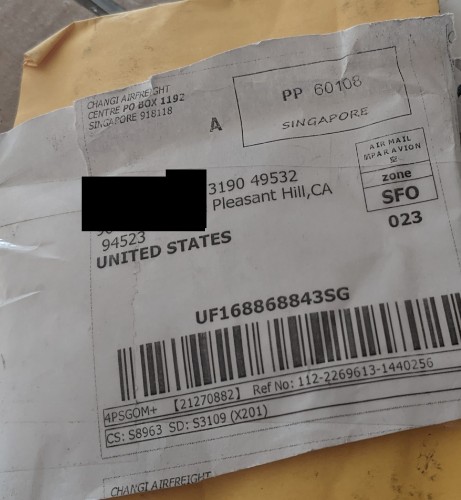 CHANGI AIRFREIGHT
CENTRE PO BOX 1192
SINGAPORE 918118
A
PP 60108
SINGAPORE
AIR MAIL
PAR AVION
zone
SFO
023
3190 49532
Pleasant Hill,CA
94523
UNITED STATES
UF168868843SG
4PSGOM+ 【21270882】 Ref No: 112-2269613-1440256
CS: S8963 SD: S3109 (X201)
CHANGI AIRFREIGHT